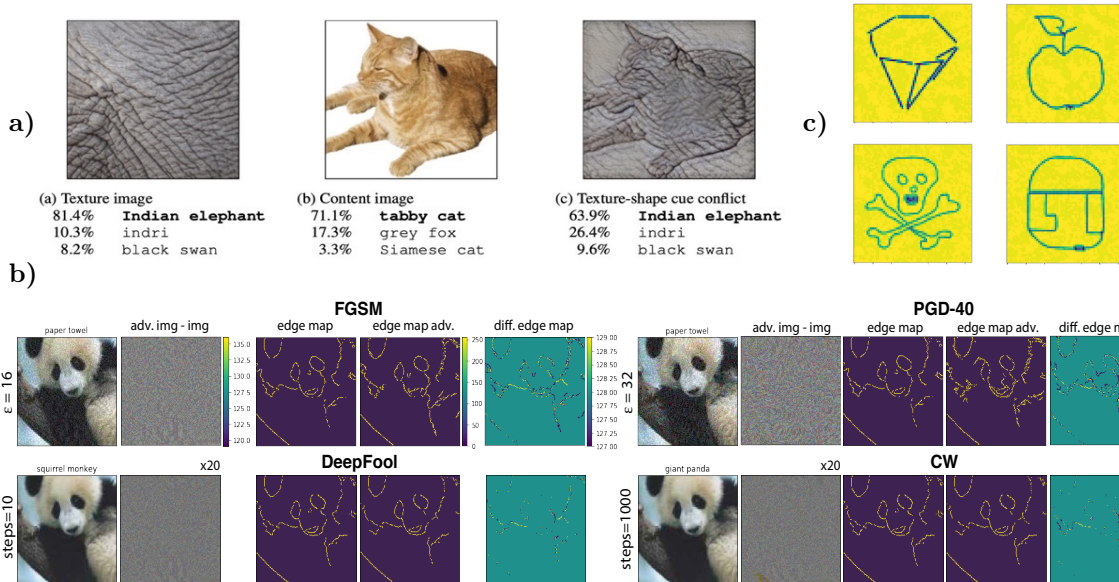 a)
(a) Texture image
81.4% Indian elephant
10.3% indri
8.2% black swan
(b) Content image
71.1% tabby cat
17.3% grey fox
3.3% Siamese cat
(c) Texture-shape cue conflict
63.9% Indian elephant
26.4% indri
9.6% black swan
c)
b)
FGSM
paper towel
adv. img - img
edge map
edge map adv.
diff. edge map
ε = 16
135.0
132.5
130.0
127.5
125.0
122.5
120.0
250
200
150
100
50
0
129.00
128.75
128.50
128.25
128.00
127.75
127.50
127.25
127.00
PGD-40
paper towel
adv. img - img
edge map
edge map adv.
diff. edge m
ε = 32
DeepFool
squirrel monkey
x20
steps=10
CW
giant panda
x20
steps=1000